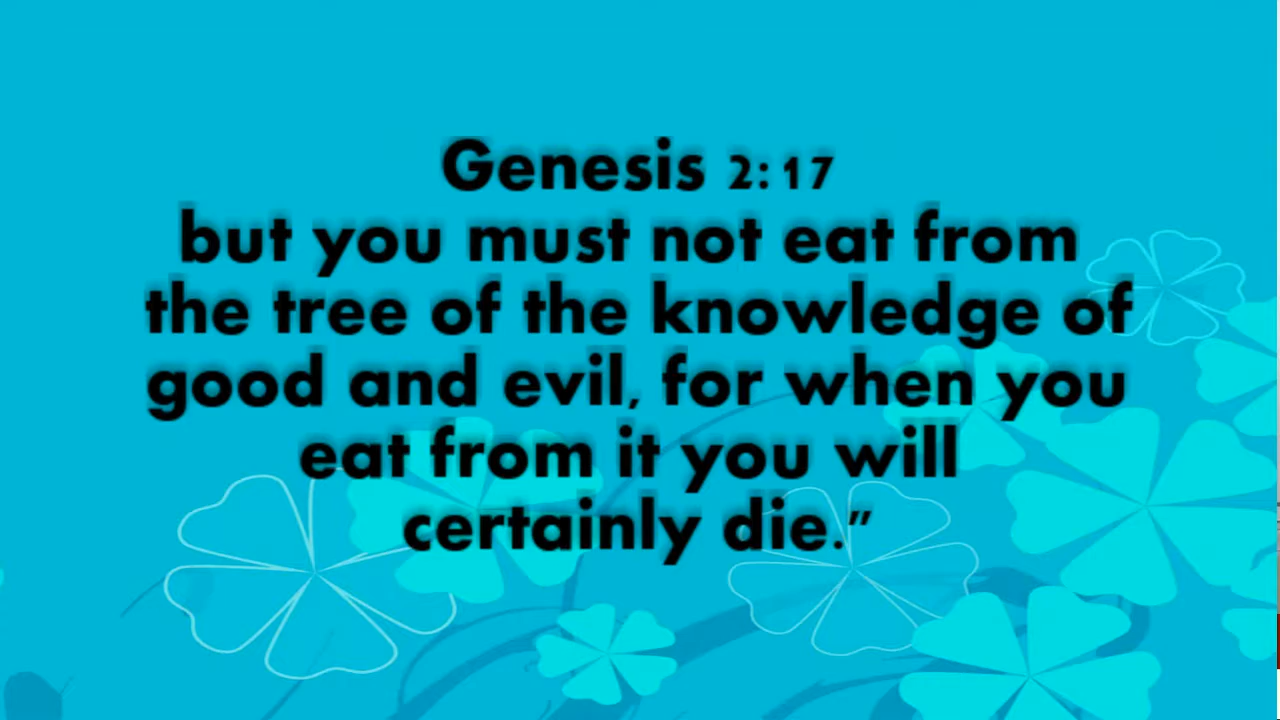 Genesis 2:17
but you must not eat from
the tree of the knowledge of
good and evil, for when you
eat from it you will
certainly die.”